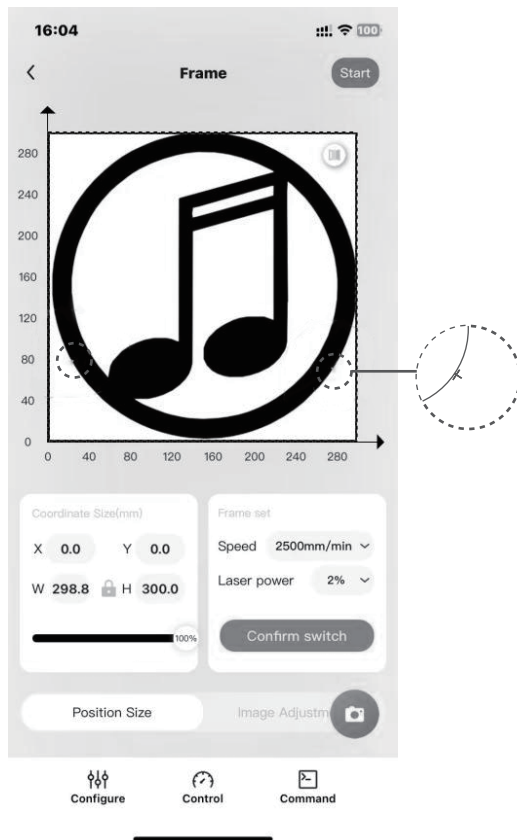 16:04
100
Frame
Start
280
240
200
160
120
80
40
0
0 40 80 120 160 200 240 280
Coordinate Size(mm)
X 0.0 Y 0.0
W 298.8 H 300.0
100%
Frame set
Speed 2500mm/min
Laser power 2%
Confirm switch
Position Size
Image Adjustm
Configure Control Command